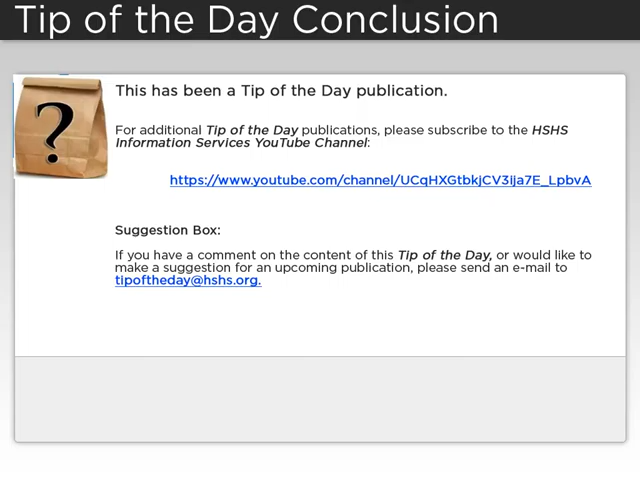 Tip of the Day Conclusion
?
This has been a Tip of the Day publication.
For additional Tip of the Day publications, please subscribe to the HSHS
Information Services YouTube Channel:
https://www.youtube.com/channel/UCqHXGtbkjCV3ija7E_LpbvA
Suggestion Box:
If you have a comment on the content of this Tip of the Day, or would like to
make a suggestion for an upcoming publication, please send an e-mail to
tipoftheday@hshs.org.